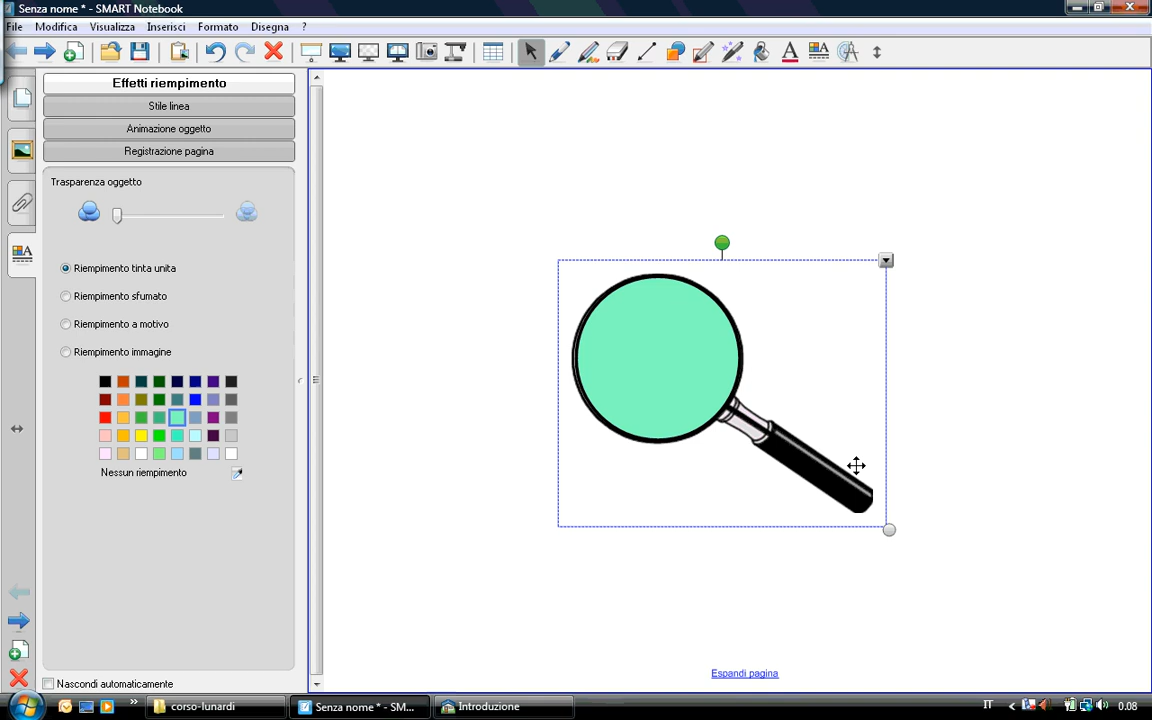 Senza nome * - SMART Notebook
File Modifica Visualizza Inserisci Formato Disegna ?
Effetti riempimento
Stile linea
Animazione oggetto
Registrazione pagina
Trasparenza oggetto
Riempimento tinta unita
Riempimento sfumato
Riempimento a motivo
Riempimento immagine
Nessun riempimento
Espandi pagina
Nascondi automaticamente
corso-lunardi
Senza nome * - SM...
Introduzione
IT
0.08